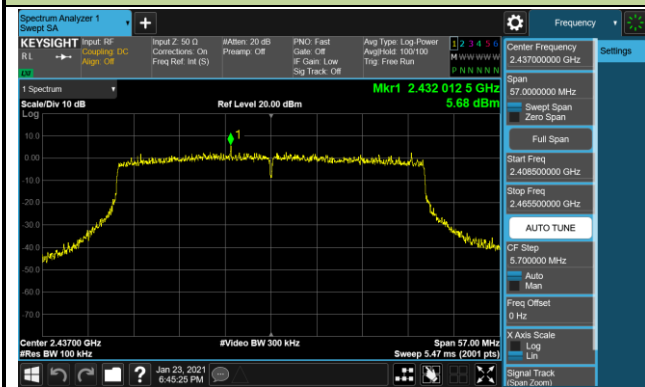 Spectrum Analyzer 1
Swept SA
Frequency
KEYSIGHT
RL
Input: RF
Coupling: DC
Align: Off
Input Z: 50 Ω
Corrections: On
Freq Ref: Int (S)
#Atten: 20 dB
Preamp: Off
PNO: Fast
Gate: Off
IF Gain: Low
Sig Track: Off
Avg Type: Log-Power
Avg|Hold: 100/100
Trig: Free Run
1 2 3 4 5 6
M W W W W W
P N N N N N
1 Spectrum
Scale/Div 10 dB
Ref Level 20.00 dBm
Mkr1 2.432 012 5 GHz
5.68 dBm
Log
10.0
0.00
-10.0
-20.0
-30.0
-40.0
-50.0
-60.0
-70.0
1
Center 2.43700 GHz
#Res BW 100 kHz
#Video BW 300 kHz
Span 57.00 MHz
Sweep 5.47 ms (2001 pts)
Jan 23, 2021
6:45:25 PM
Center Frequency
2.437000000 GHz
Settings
Span
57.0000000 MHz
Swept Span
Zero Span
Full Span
Start Freq
2.408500000 GHz
Stop Freq
2.465500000 GHz
AUTO TUNE
CF Step
5.700000 MHz
Auto
Man
Freq Offset
0 Hz
X Axis Scale
Log
Lin
Signal Track
(Span Zoom)